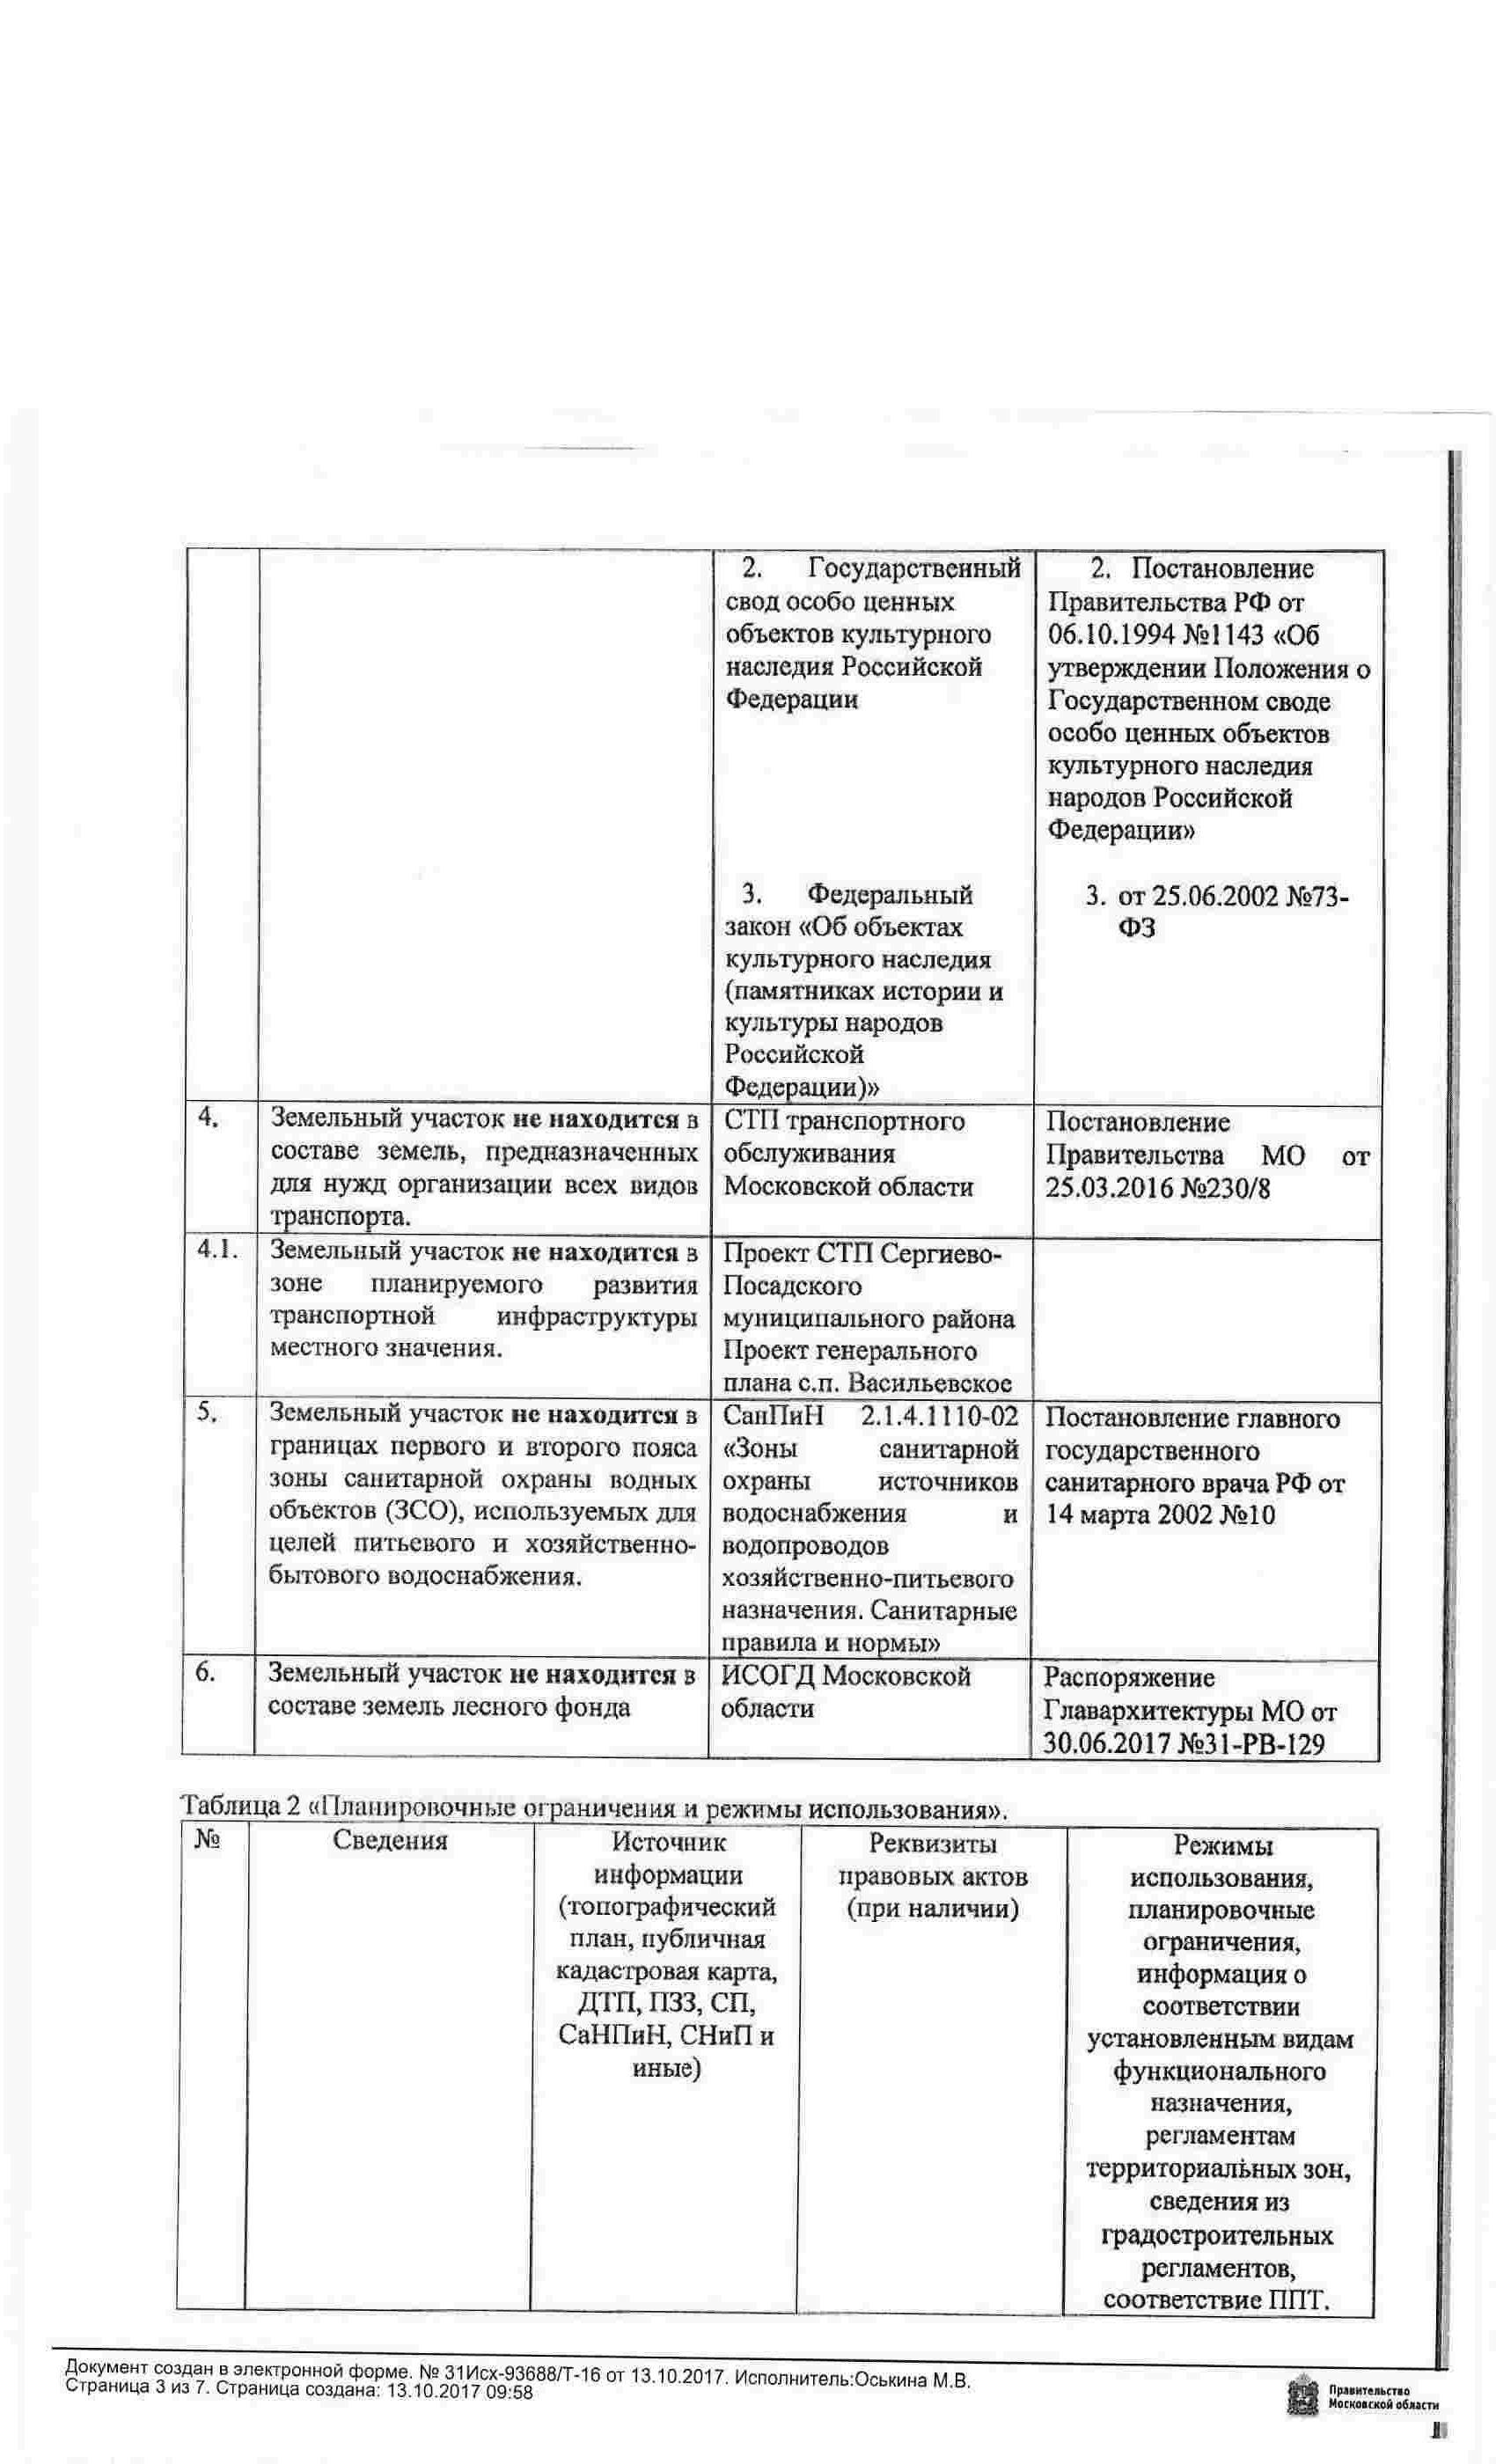 2. Государственный
свод особо ценных
объектов культурного
наследия Российской
Федерации
3. Федеральный
закон «Об объектах
культурного наследия
(памятниках истории и
культуры народов
Российской
Федерации)»
2. Постановление
Правительства РФ от
06.10.1994 №1143 «Об
утверждении Положения о
Государственном своде
особо ценных объектов
культурного наследия
народов Российской
Федерации»
3. от 25.06.2002 №73-
ФЗ
4.
Земельный участок не находится в
составе земель, предназначенных
для нужд организации всех видов
транспорта.
СТП транспортного
обслуживания
Московской области
Постановление
Правительства МО от
25.03.2016 №230/8
4.1.
Земельный участок не находится в
зоне планируемого развития
транспортной инфраструктуры
местного значения.
Проект СТП Сергиево-
Посадского
муниципального района
Проект генерального
плана с.п. Васильевское
5.
Земельный участок не находится в
границах первого и второго пояса
зоны санитарной охраны водных
объектов (ЗСО), используемых для
целей питьевого и хозяйственно-
бытового водоснабжения.
СанПиН 2.1.4.1110-02
«Зоны санитарной
охраны источников
водоснабжения и
водопроводов
хозяйственно-питьевого
назначения. Санитарные
правила и нормы»
Постановление главного
государственного
санитарного врача РФ от
14 марта 2002 №10
6.
Земельный участок не находится в
составе земель лесного фонда
ИСОГД Московской
области
Распоряжение
Главархитектуры МО от
30.06.2017 №31-РВ-129
Таблица 2 «Планировочные ограничения и режимы использования».
№
Сведения
Источник
информации
(топографический
план, публичная
кадастровая карта,
ДТП, ПЗЗ, СП,
СаНПиН, СНиП и
иные)
Реквизиты
правовых актов
(при наличии)
Режимы
использования,
планировочные
ограничения,
информация о
соответствии
установленным видам
функционального
назначения,
регламентам
территориальных зон,
сведения из
градостроительных
регламентов,
соответствие ППТ.
Документ создан в электронной форме. № 31Исх-93688/Т-16 от 13.10.2017. Исполнитель:Оськина М.В.
Страница 3 из 7. Страница создана: 13.10.2017 09:58
Правительство
Московской области